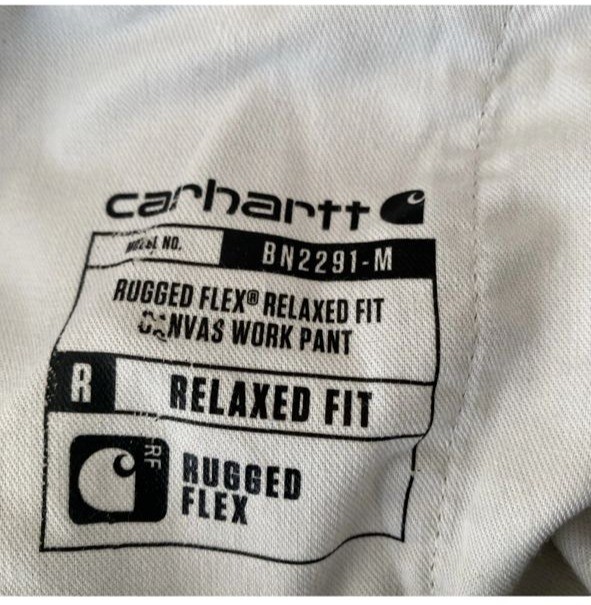 carhartt
MODEL NO. BN2291-M
RUGGED FLEX® RELAXED FIT
CANVAS WORK PANT
R RELAXED FIT
RF
RUGGED
FLEX